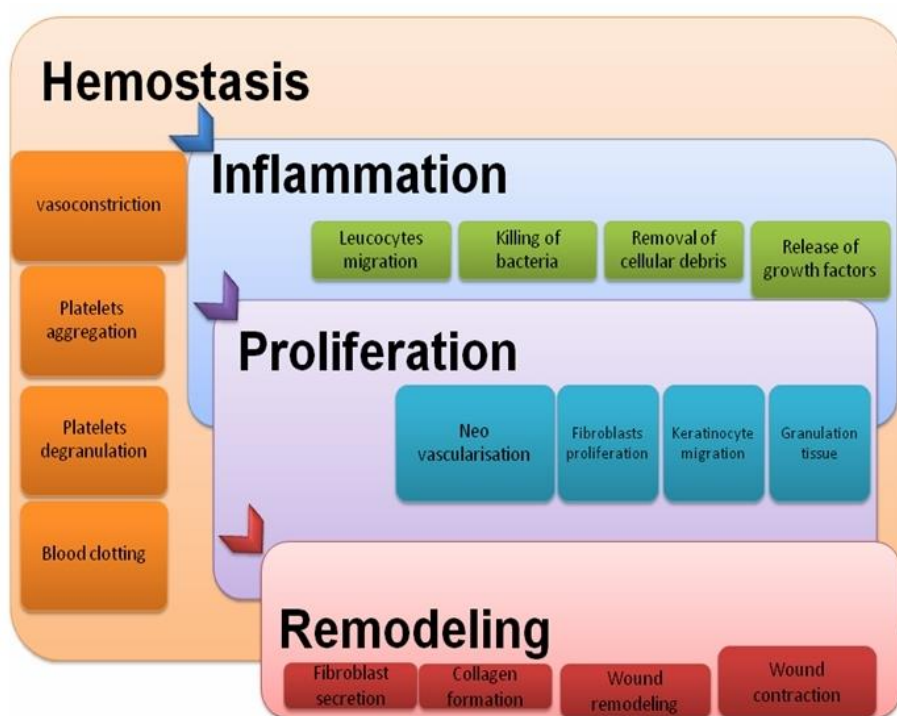 Hemostasis
vasoconstriction
Platelets
aggregation
Platelets
degranulation
Blood clotting
Inflammation
Leucocytes
migration
Killing of
bacteria
Removal of
cellular debris
Release of
growth factors
Proliferation
Neo
vascularisation
Fibroblasts
proliferation
Keratinocyte
migration
Granulation
tissue
Remodeling
Fibroblast
secretion
Collagen
formation
Wound
remodeling
Wound
contraction